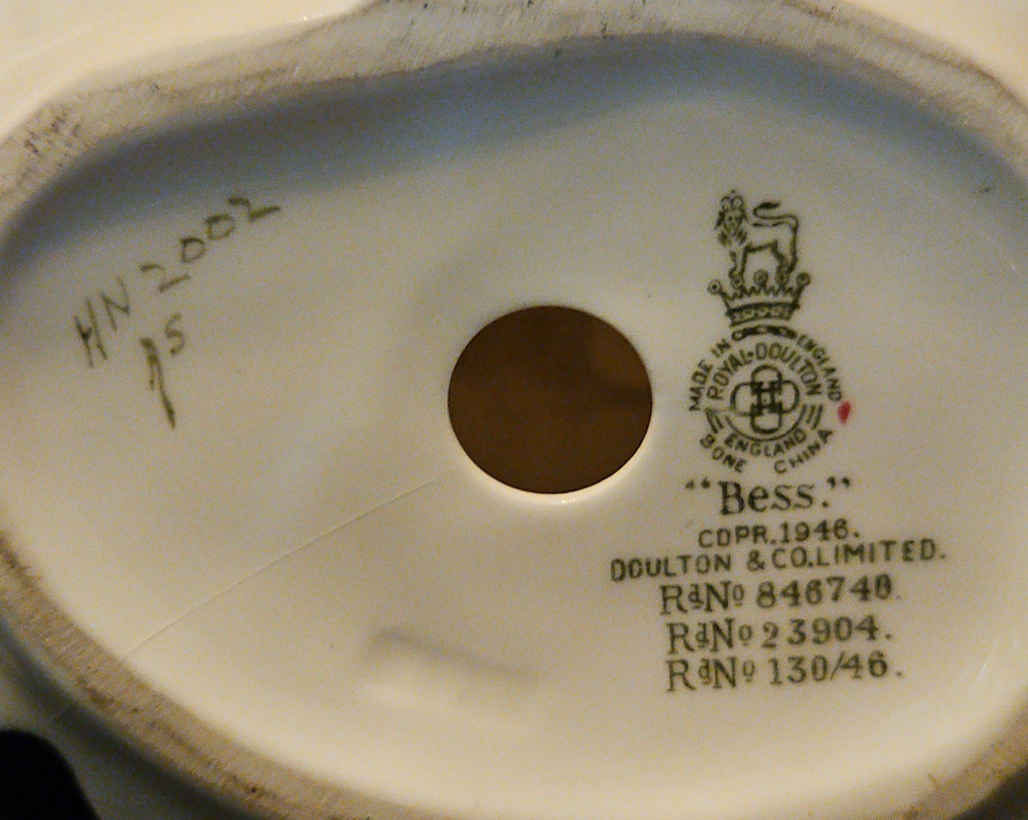 HN 2002
MADE IN ENGLAND
ROYAL·DOULTON
ENGLAND
BONE CHINA
“Bess.”
COPR.1946.
DOULTON & CO.LIMITED.
RdNo 846740.
RdNo 23904.
RdNo 130/46.